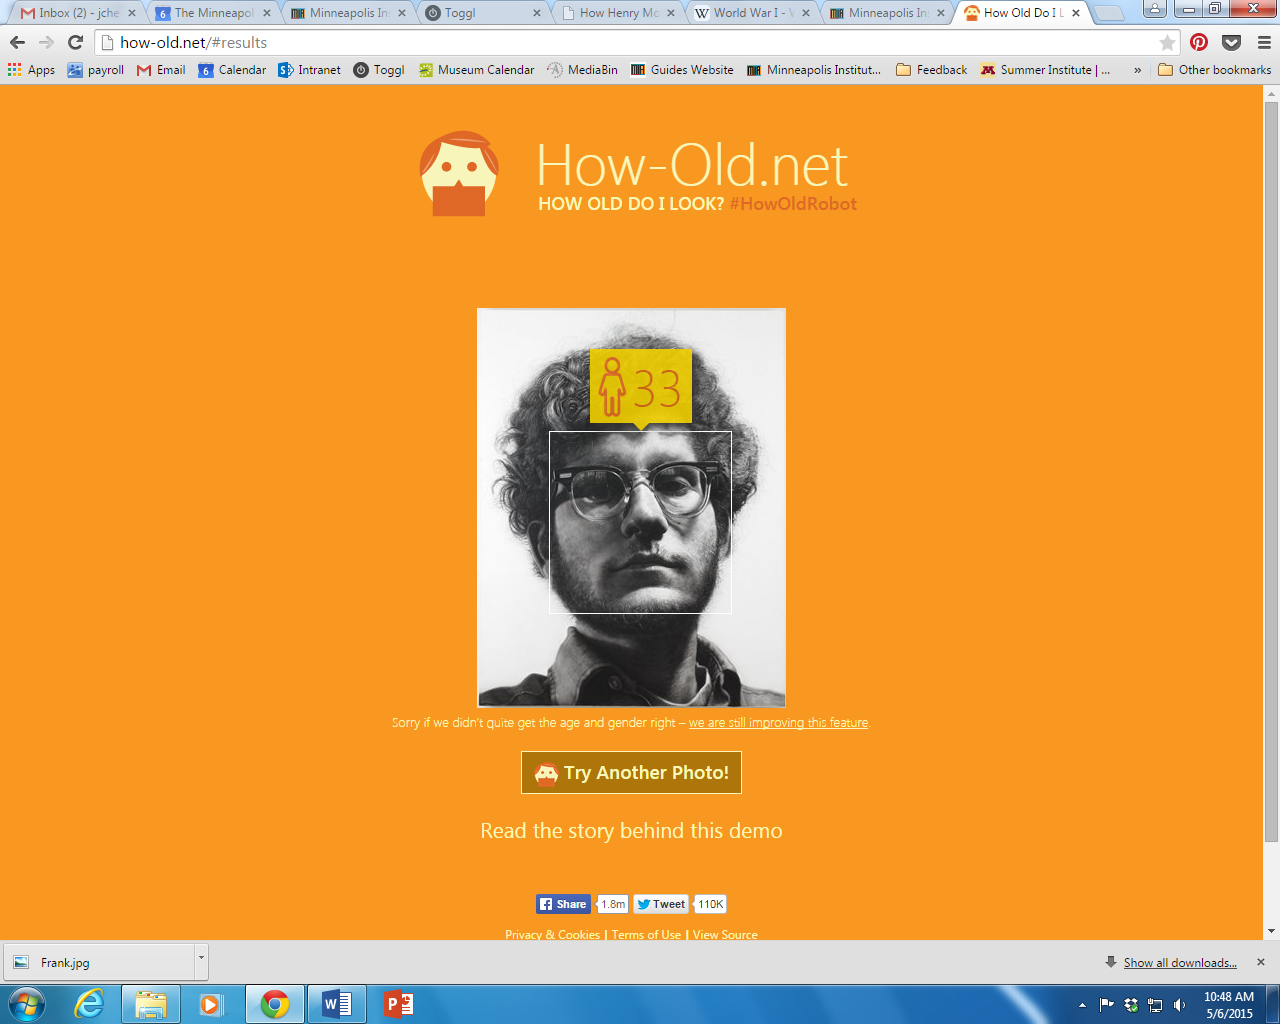 Inbox (2) - jche
The Minneapol
Minneapolis Ins
Toggl
How Henry Mo
World War I - W
Minneapolis Ins
How Old Do I L
how-old.net/#results
Apps
payroll
Email
6
Calendar
Intranet
Toggl
Museum Calendar
MediaBin
Guides Website
Minneapolis Institut...
Feedback
Summer Institute | ...
»
Other bookmarks
How-Old.net
HOW OLD DO I LOOK? #HowOldRobot
33
Sorry if we didn't quite get the age and gender right – we are still improving this feature.
Try Another Photo!
Read the story behind this demo
Share 1.8m Tweet 110K
Privacy & Cookies | Terms of Use | View Source
Frank.jpg
Show all downloads...
10:48 AM
5/6/2015